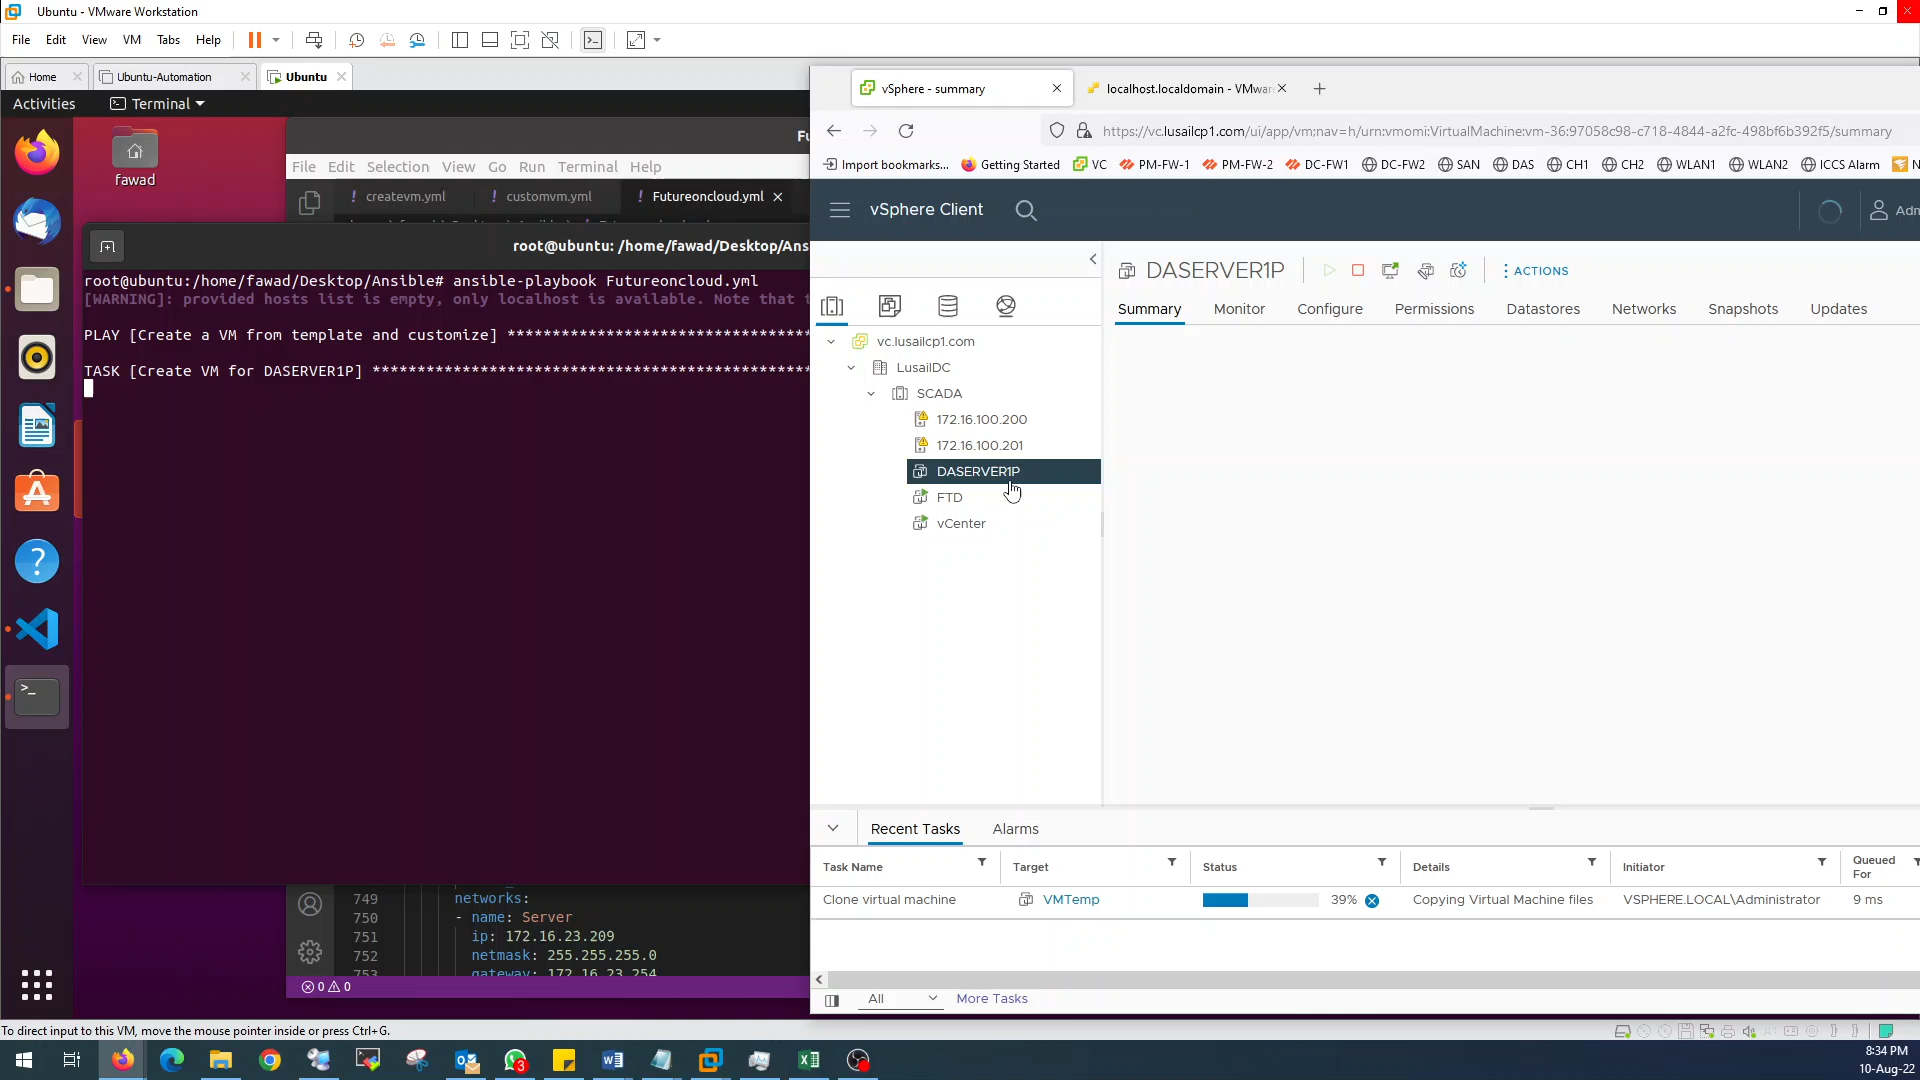 Ubuntu - VMware Workstation
File Edit View VM Tabs Help
Home Ubuntu-Automation Ubuntu
Activities Terminal
fawad
File Edit Selection View Go Run Terminal Help
createvm.yml customvm.yml Futureoncloud.yml
root@ubuntu: /home/fawad/Desktop/Ans
root@ubuntu:/home/fawad/Desktop/Ansible# ansible-playbook Futureoncloud.yml
[WARNING]: provided hosts list is empty, only localhost is available. Note that
PLAY [Create a VM from template and customize] **********************************
TASK [Create VM for DASERVER1P] *************************************************
749 networks:
750 - name: Server
751 ip: 172.16.23.209
752 netmask: 255.255.255.0
753 gateway: 172.16.23.254
0 0
vSphere - summary
localhost.localdomain - VMwar
https://vc.lusailcp1.com/ui/app/vm;nav=h/urn:vmomi:VirtualMachine:vm-36:97058c98-c718-4844-a2fc-498bf6b392f5/summary
Import bookmarks... Getting Started VC PM-FW-1 PM-FW-2 DC-FW1 DC-FW2 SAN DAS CH1 CH2 WLAN1 WLAN2 ICCS Alarm N
vSphere Client
Adn
DASERVER1P ACTIONS
Summary Monitor Configure Permissions Datastores Networks Snapshots Updates
vc.lusailcp1.com
LusailDC
SCADA
172.16.100.200
172.16.100.201
DASERVER1P
FTD
vCenter
Recent Tasks Alarms
Task Name Target Status Details Initiator Queued For
Clone virtual machine VMTemp 39% Copying Virtual Machine files VSPHERE.LOCAL\Administrator 9 ms
All More Tasks
To direct input to this VM, move the mouse pointer inside or press Ctrl+G.
3
8:34 PM
10-Aug-22